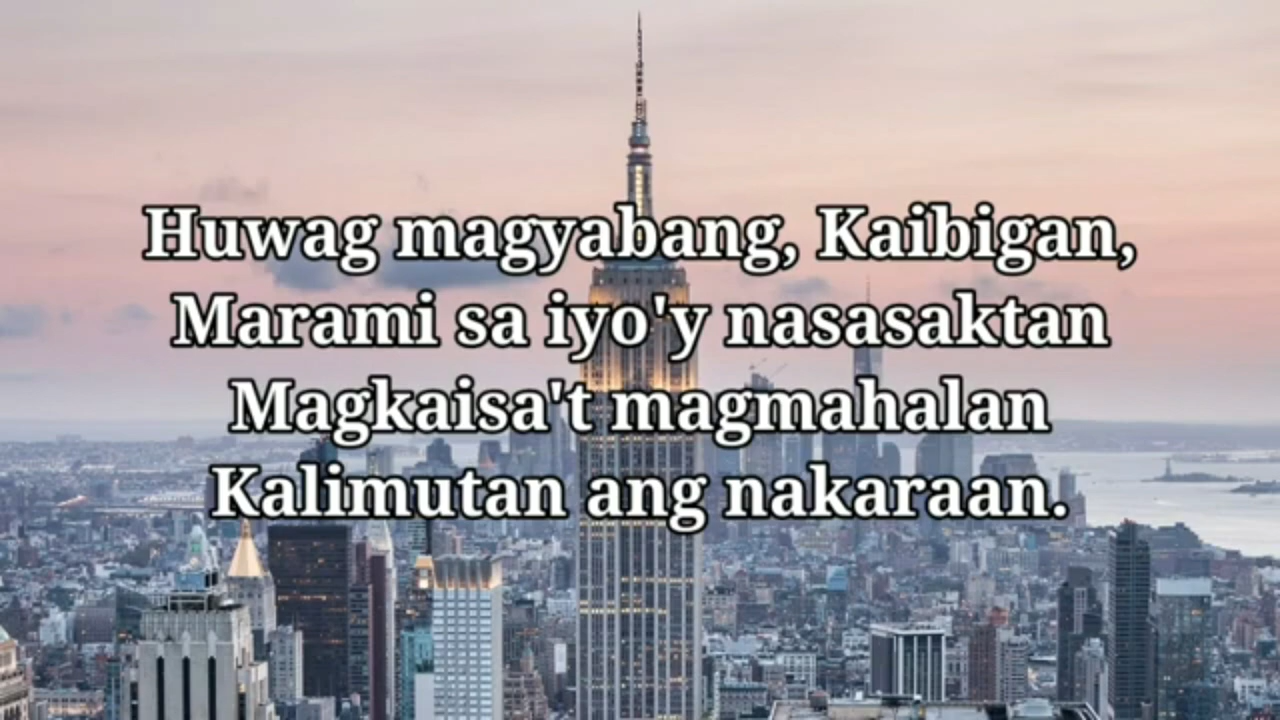 Huwag magyabang, Kaibigan,
Marami sa iyo'y nasasaktan
Magkaisa't magmahalan
Kalimutan ang nakaraan.